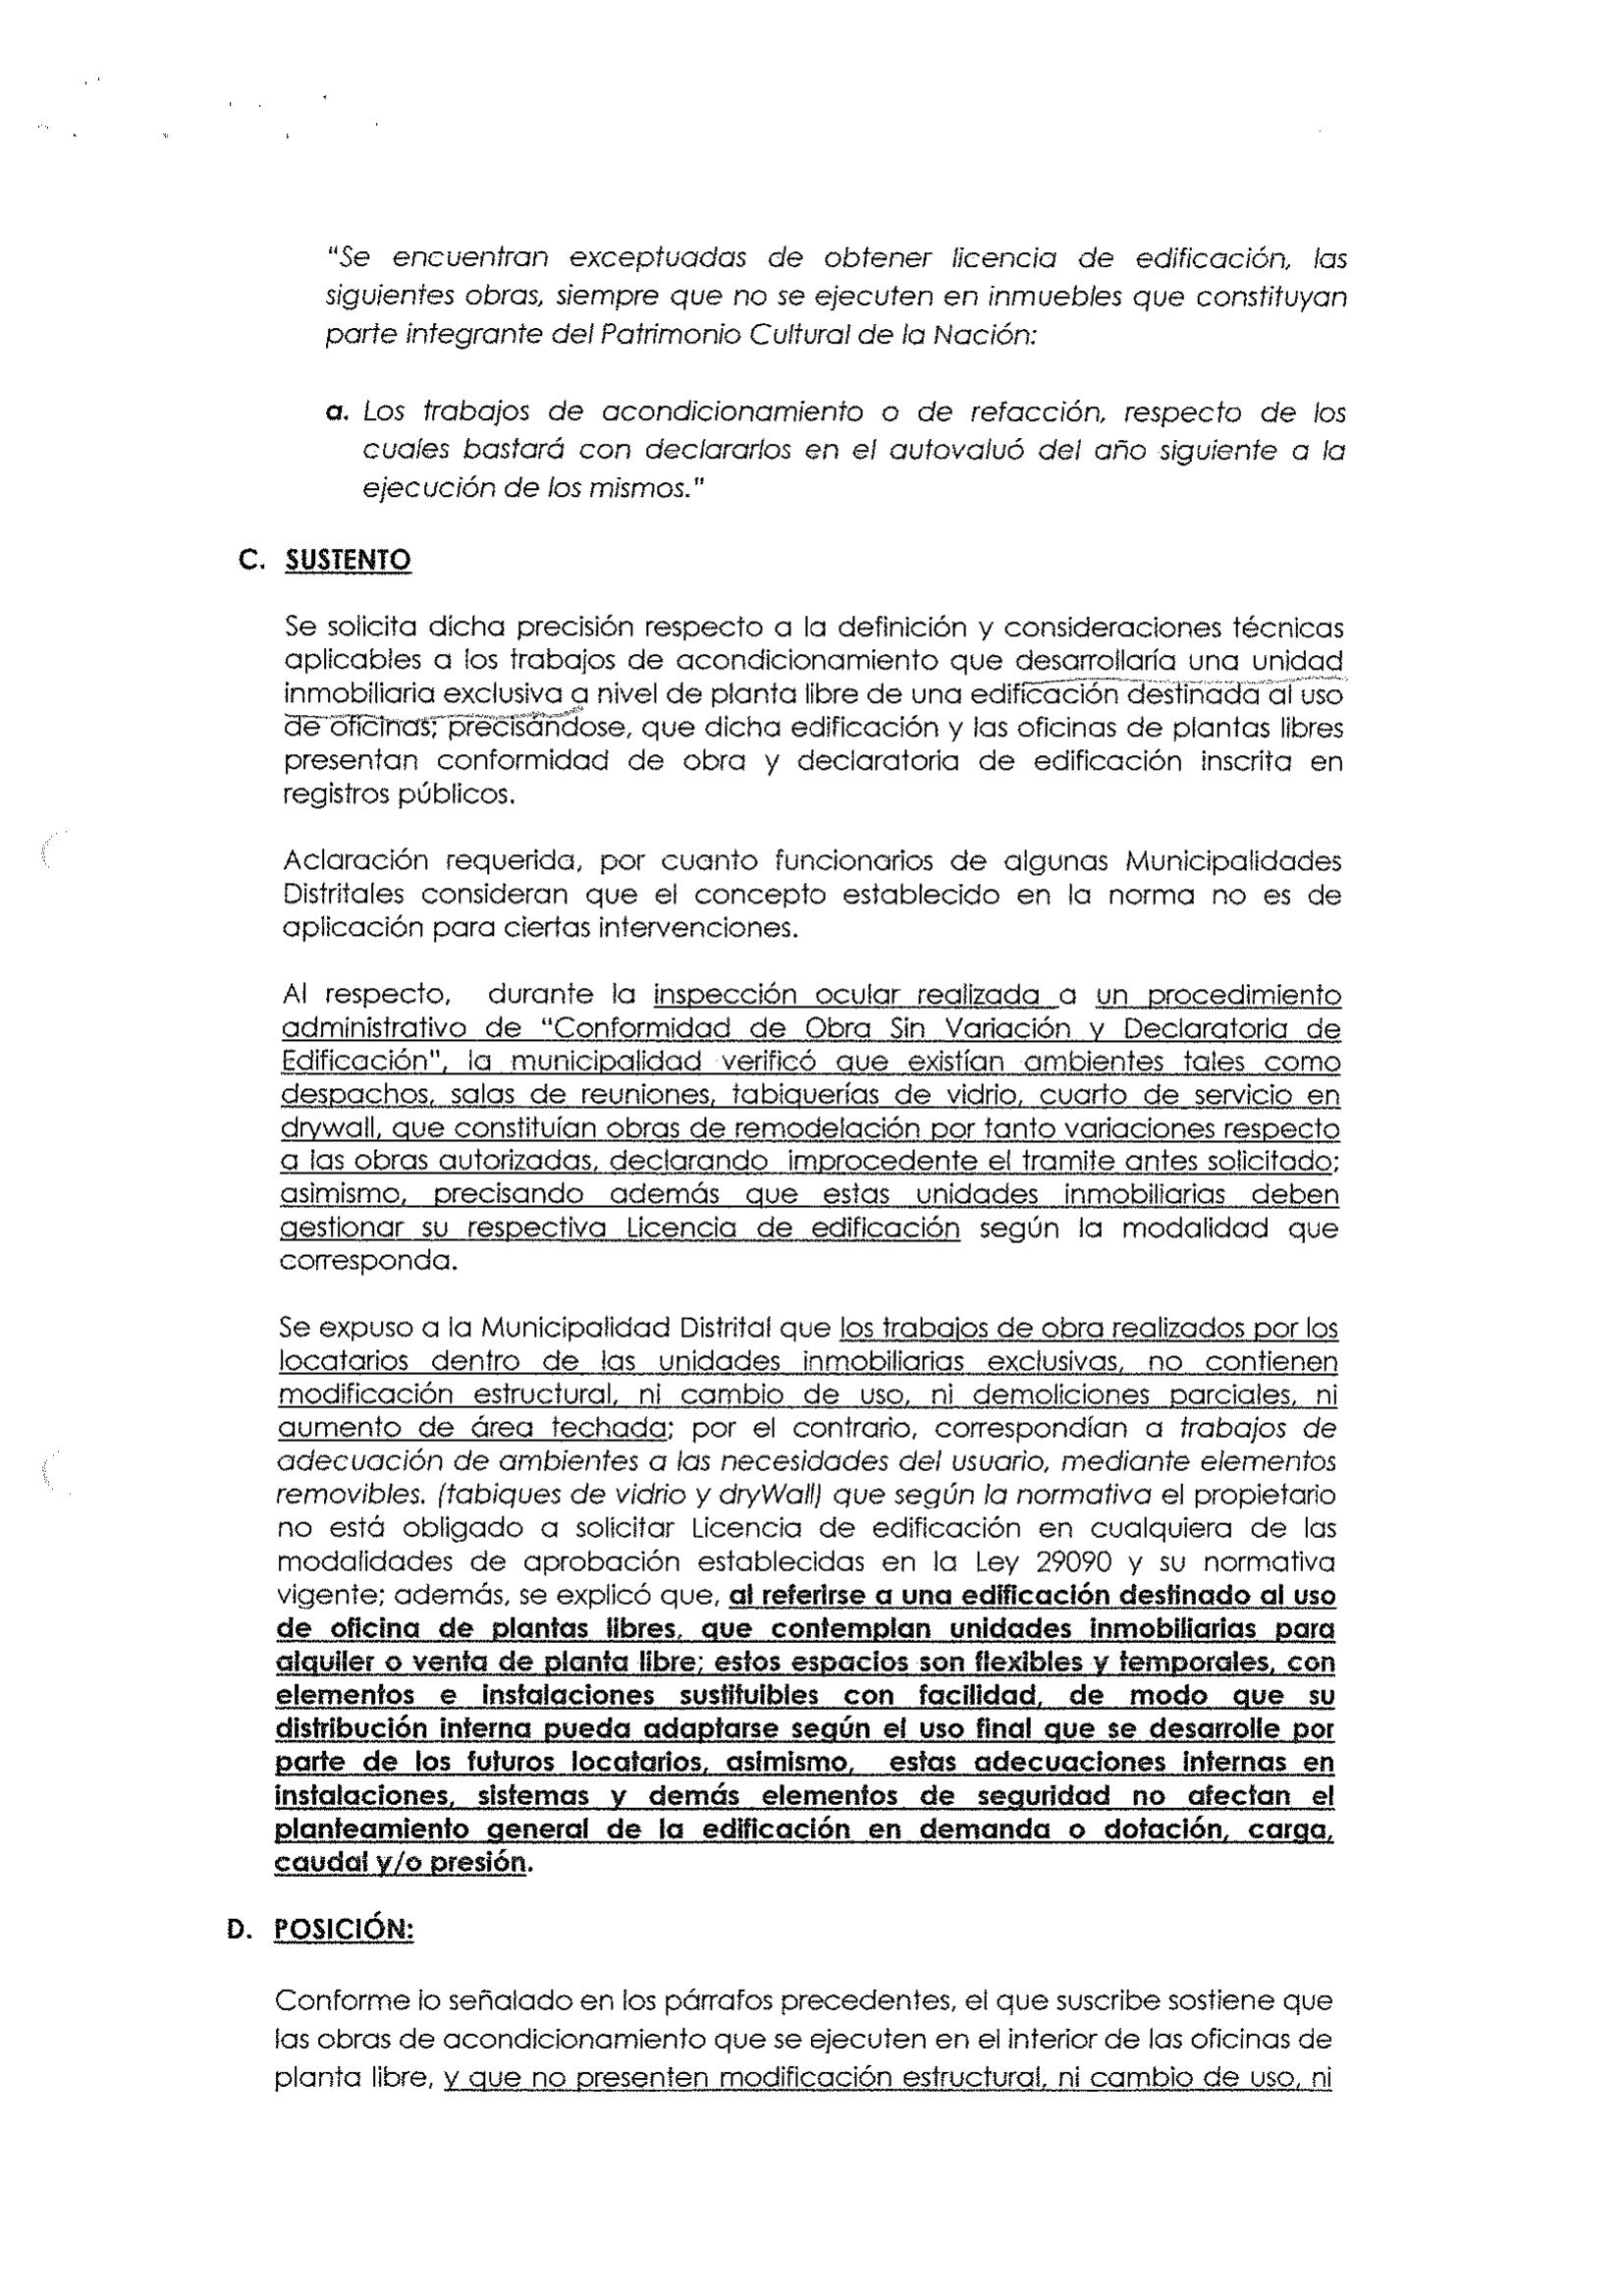 "Se encuentran exceptuadas de obtener licencia de edificación, las
siguientes obras, siempre que no se ejecuten en inmuebles que constituyan
parte integrante del Patrimonio Cultural de la Nación:
a. Los trabajos de acondicionamiento o de refacción, respecto de los
cuales bastará con declararlos en el autovaluó del año siguiente a la
ejecución de los mismos."
C. SUSTENTO
Se solicita dicha precisión respecto a la definición y consideraciones técnicas
aplicables a los trabajos de acondicionamiento que desarrollaría una unidad
inmobiliaria exclusiva a nivel de planta libre de una edificación destinada al uso
de oficinas; precisándose, que dicha edificación y las oficinas de plantas libres
presentan conformidad de obra y declaratoria de edificación inscrita en
registros públicos.
Aclaración requerida, por cuanto funcionarios de algunas Municipalidades
Distritales consideran que el concepto establecido en la norma no es de
aplicación para ciertas intervenciones.
Al respecto, durante la inspección ocular realizada a un procedimiento
administrativo de "Conformidad de Obra Sin Variación y Declaratoria de
Edificación", la municipalidad verificó que existían ambientes tales como
despachos, salas de reuniones, tabiquerías de vidrio, cuarto de servicio en
drywall, que constituían obras de remodelación por tanto variaciones respecto
a las obras autorizadas, declarando improcedente el tramite antes solicitado;
asimismo, precisando además que estas unidades inmobiliarias deben
gestionar su respectiva Licencia de edificación según la modalidad que
corresponda.
Se expuso a la Municipalidad Distrital que los trabajos de obra realizados por los
locatarios dentro de las unidades inmobiliarias exclusivas, no contienen
modificación estructural, ni cambio de uso, ni demoliciones parciales, ni
aumento de área techada; por el contrario, correspondían a trabajos de
adecuación de ambientes a las necesidades del usuario, mediante elementos
removibles. (tabiques de vidrio y dryWall) que según la normativa el propietario
no está obligado a solicitar Licencia de edificación en cualquiera de las
modalidades de aprobación establecidas en la Ley 29090 y su normativa
vigente; además, se explicó que, al referirse a una edificación destinado al uso
de oficina de plantas libres, que contemplan unidades inmobiliarias para
alquiler o venta de planta libre; estos espacios son flexibles y temporales, con
elementos e instalaciones sustituibles con facilidad, de modo que su
distribución interna pueda adaptarse según el uso final que se desarrolle por
parte de los futuros locatarios, asimismo, estas adecuaciones internas en
instalaciones, sistemas y demás elementos de seguridad no afectan el
planteamiento general de la edificación en demanda o dotación, carga,
caudal y/o presión.
D. POSICIÓN:
Conforme lo señalado en los párrafos precedentes, el que suscribe sostiene que
las obras de acondicionamiento que se ejecuten en el interior de las oficinas de
planta libre, y que no presenten modificación estructural, ni cambio de uso, ni